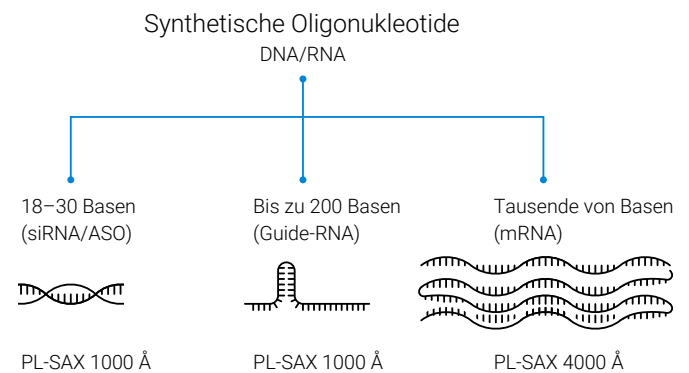 Synthetische Oligonukleotide
DNA/RNA
18–30 Basen
(siRNA/ASO)
Bis zu 200 Basen
(Guide-RNA)
Tausende von Basen
(mRNA)
PL-SAX 1000 Å
PL-SAX 1000 Å
PL-SAX 4000 Å